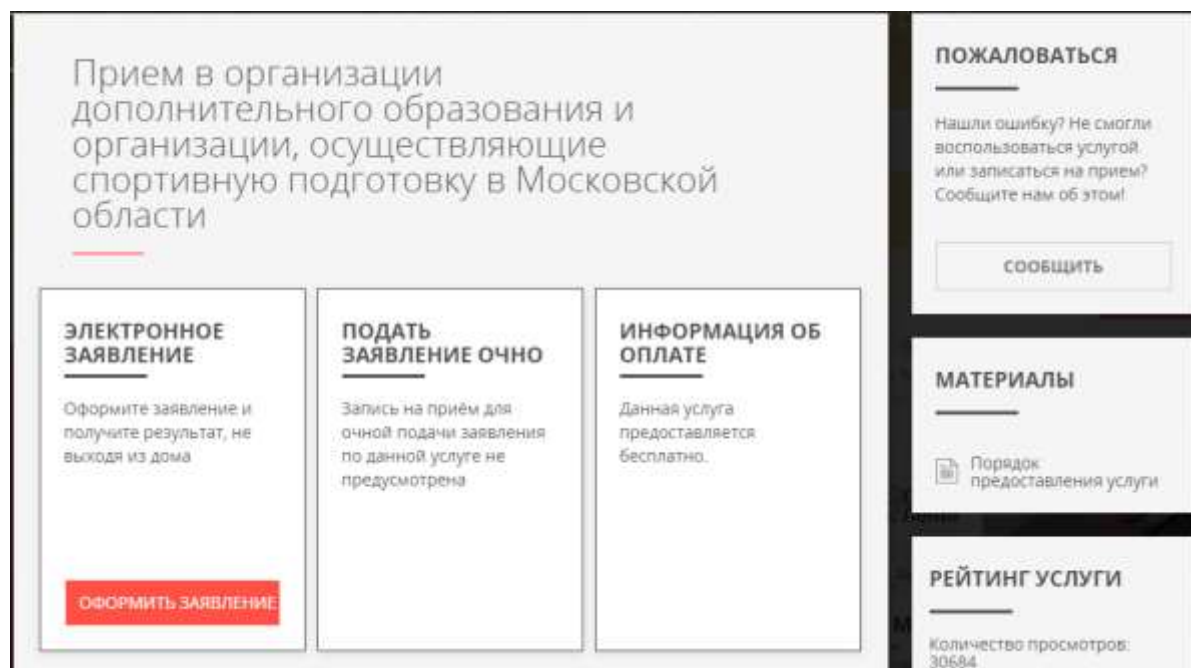 Прием в организации
дополнительного образования и
организации, осуществляющие
спортивную подготовку в Московской
области
ЭЛЕКТРОННОЕ
ЗАЯВЛЕНИЕ
Оформите заявление и
получите результат, не
выходя из дома
ОФОРМИТЬ ЗАЯВЛЕНИЕ
ПОДАТЬ
ЗАЯВЛЕНИЕ ОЧНО
Запись на приём для
очной подачи заявления
по данной услуге не
предусмотрена
ИНФОРМАЦИЯ ОБ
ОПЛАТЕ
Данная услуга
предоставляется
бесплатно.
ПОЖАЛОВАТЬСЯ
Нашли ошибку? Не смогли
воспользоваться услугой
или записаться на прием?
Сообщите нам об этом!
СООБЩИТЬ
МАТЕРИАЛЫ
Порядок
предоставления услуги
РЕЙТИНГ УСЛУГИ
Количество просмотров:
30684